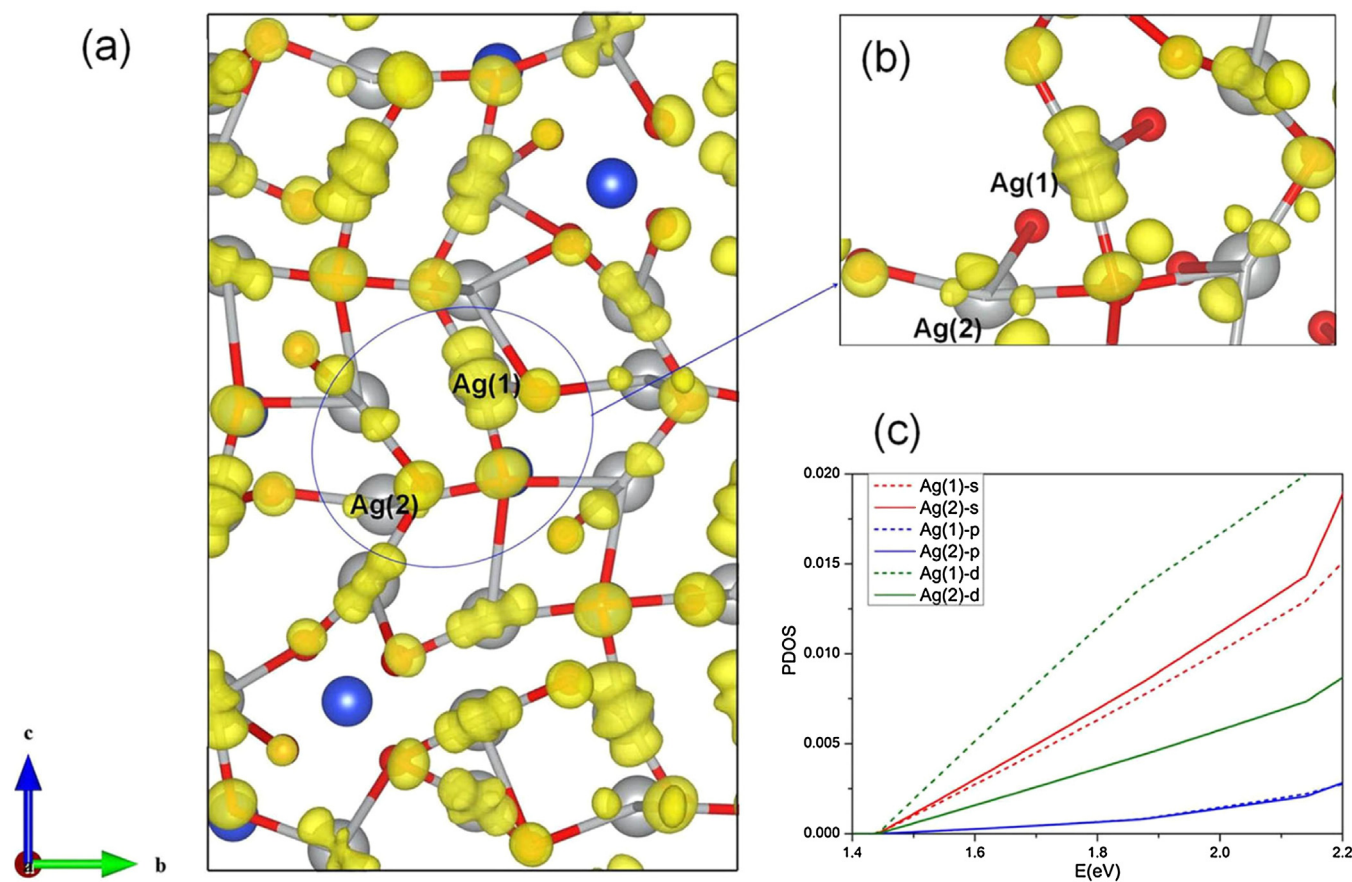 (a)
Ag(1)
Ag(2)
c
a
b
(b)
Ag(1)
Ag(2)
(c)
0.020
0.015
0.010
0.005
0.000
PDOS
Ag(1)-s
Ag(2)-s
Ag(1)-p
Ag(2)-p
Ag(1)-d
Ag(2)-d
1.4 1.6 1.8 2.0 2.2
E(eV)